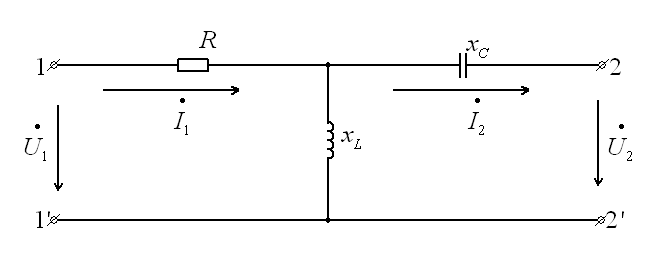 R
x_C
1 2
İ₁ İ₂
U̇₁ x_L U̇₂
1' 2'